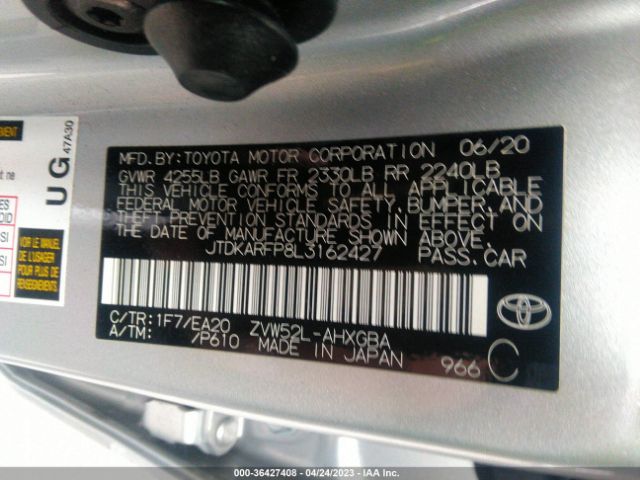 MFD.BY:TOYOTA MOTOR CORPORATION 06/20
GVWR 4255LB GAWR FR 2330LB RR 2240LB
THIS VEHICLE CONFORMS TO ALL APPLICABLE
FEDERAL MOTOR VEHICLE SAFETY, BUMPER, AND
THEFT PREVENTION STANDARDS IN EFFECT ON
THE DATE OF MANUFACTURE SHOWN ABOVE.
JTDKARFP8L3162427 PASS.CAR
C/TR:1F7/EA20 ZVW52L-AHXGBA
A/TM: /P610 MADE IN JAPAN
966 C
UG 47A30
SI
SI
000-36427408 - 04/24/2023 - IAA Inc.